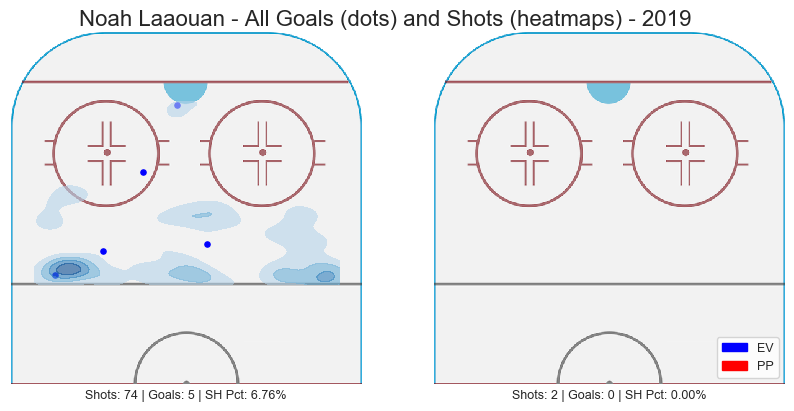 Noah Laaouan - All Goals (dots) and Shots (heatmaps) - 2019
EV
PP
Shots: 74 | Goals: 5 | SH Pct: 6.76%
Shots: 2 | Goals: 0 | SH Pct: 0.00%